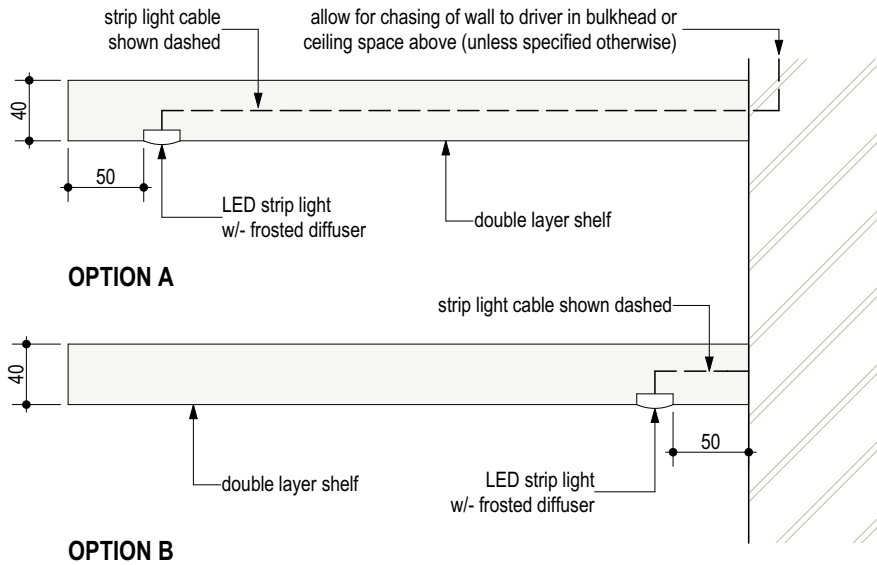 strip light cable
shown dashed
allow for chasing of wall to driver in bulkhead or
ceiling space above (unless specified otherwise)
40
50
LED strip light
w/- frosted diffuser
double layer shelf
OPTION A
strip light cable shown dashed
40
50
double layer shelf
LED strip light
w/- frosted diffuser
OPTION B